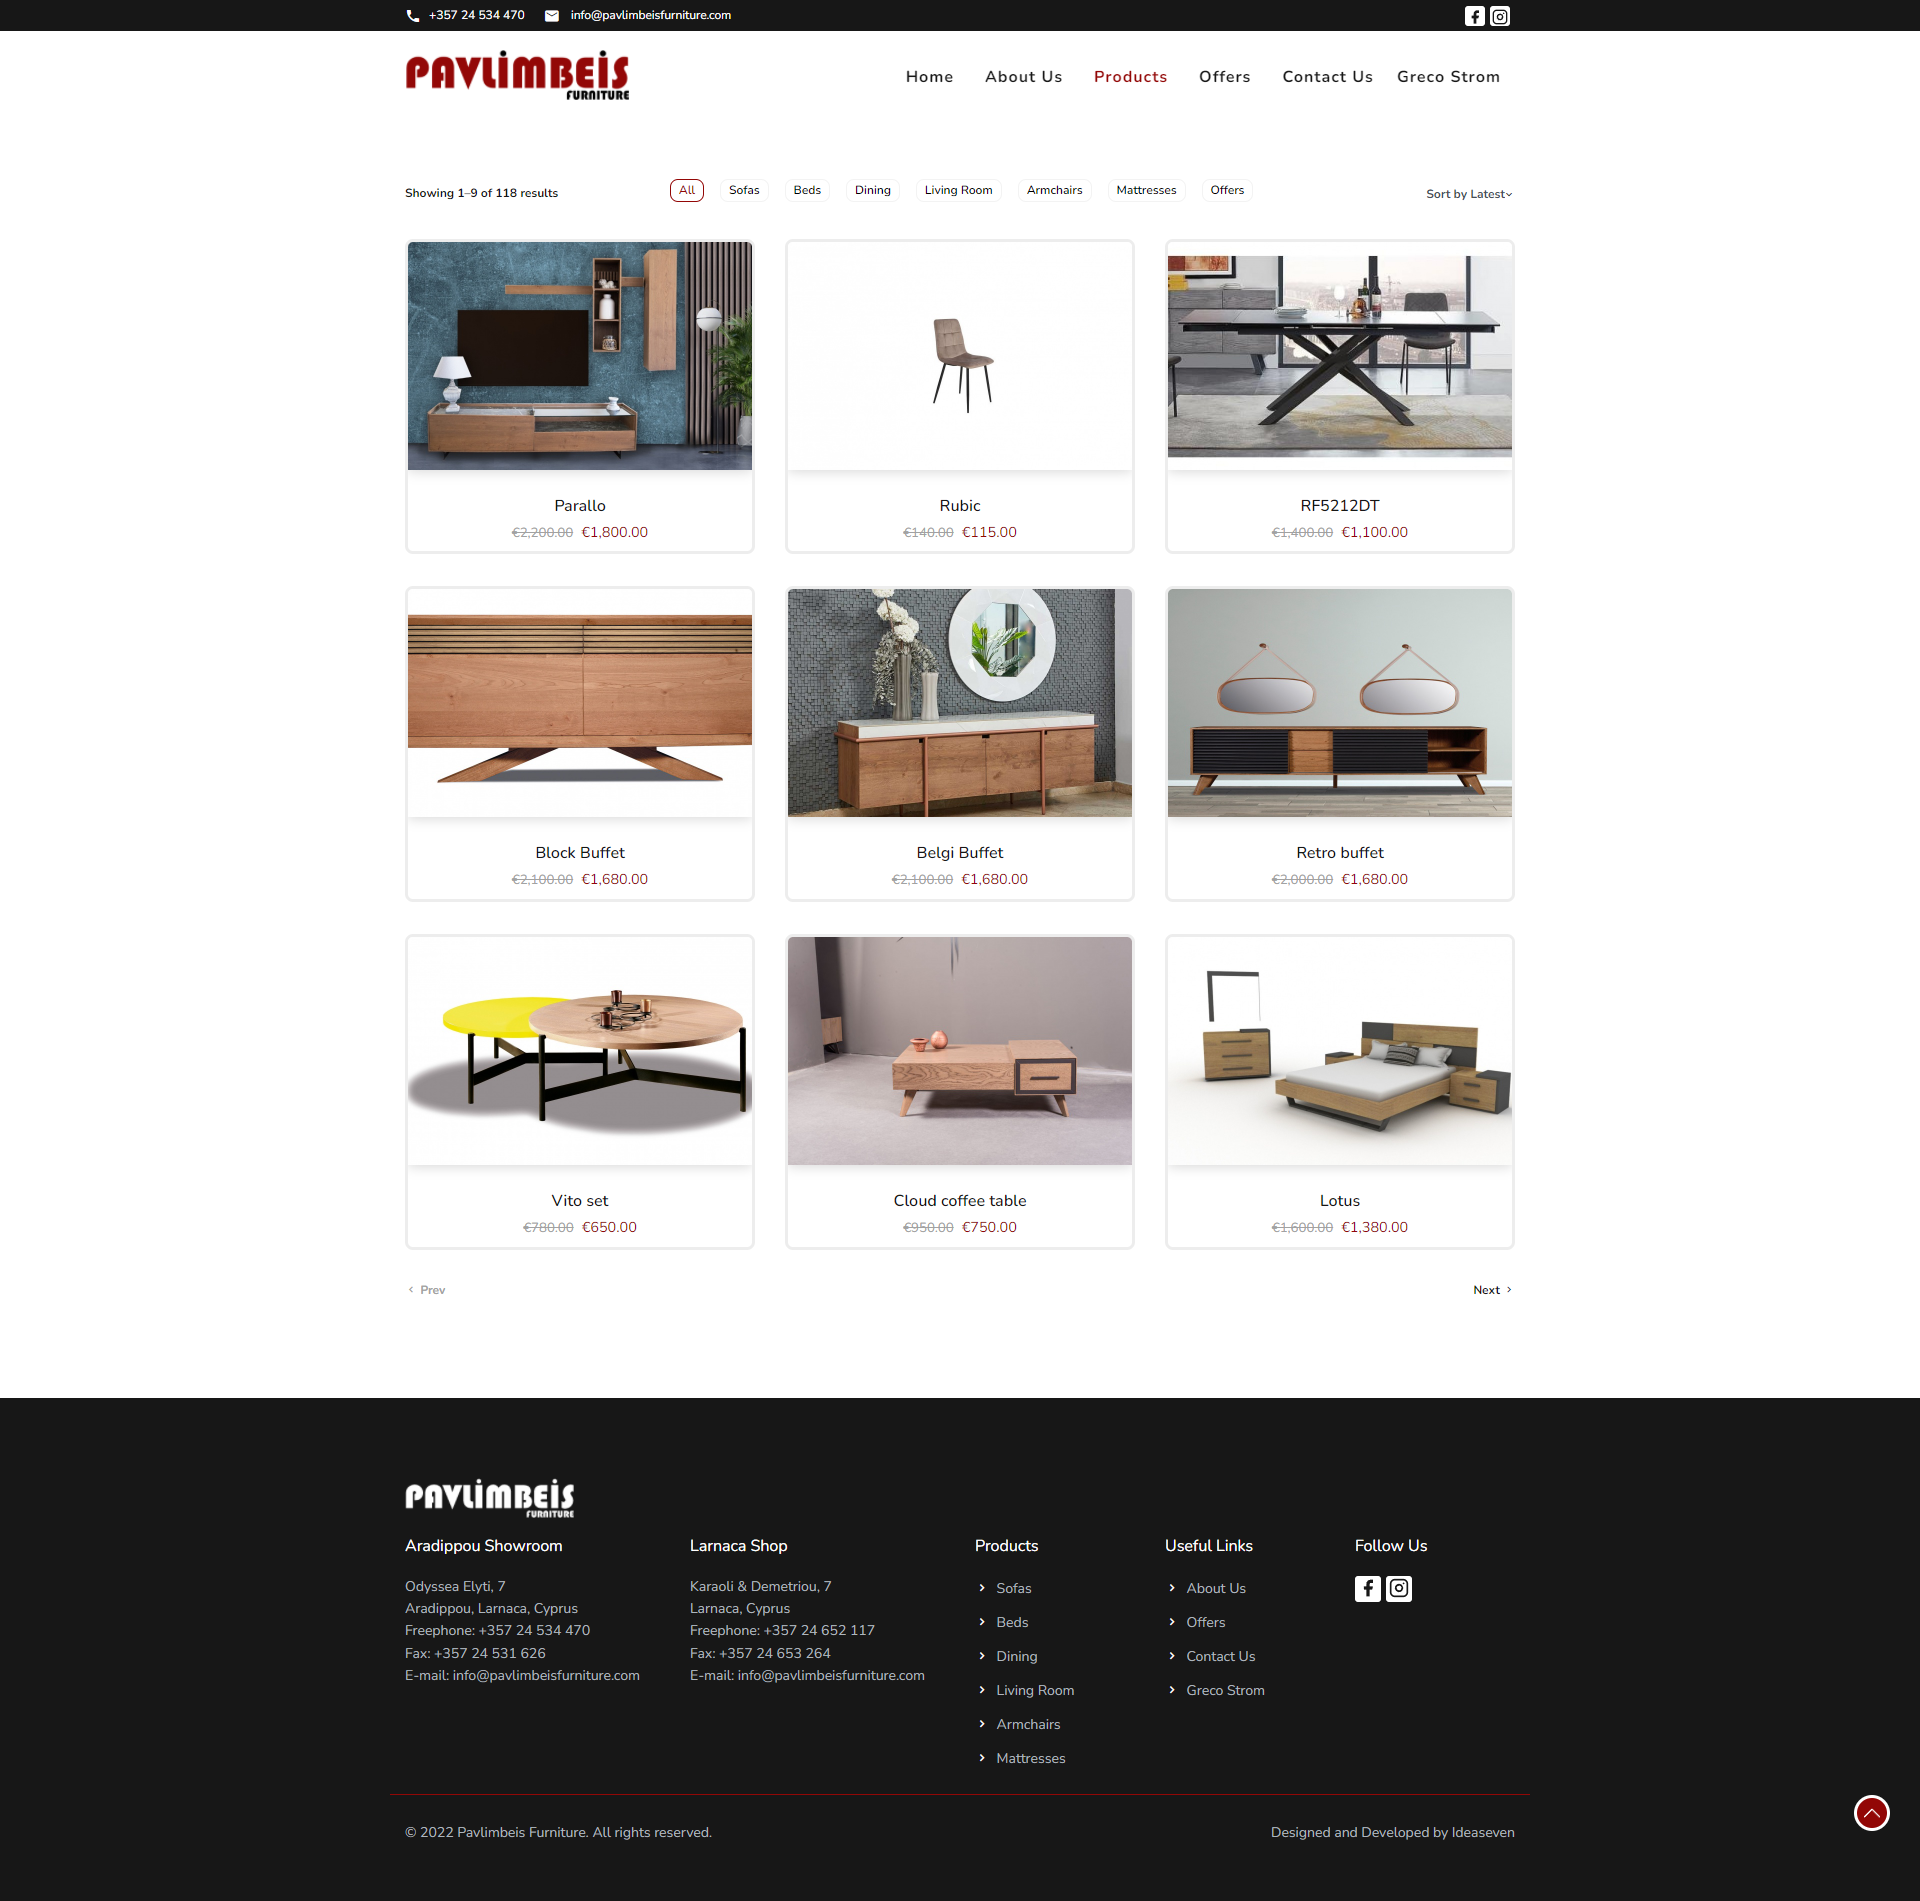 +357 24 534 470 info@pavlimbeisfurniture.com
PAVLIMBEIS
FURNITURE
Home About Us Products Offers Contact Us Greco Strom
Showing 1–9 of 118 results
All Sofas Beds Dining Living Room Armchairs Mattresses Offers
Sort by Latest
Parallo
€2,200.00 €1,800.00
Rubic
€140.00 €115.00
RF5212DT
€1,400.00 €1,100.00
Block Buffet
€2,100.00 €1,680.00
Belgi Buffet
€2,100.00 €1,680.00
Retro buffet
€2,000.00 €1,680.00
Vito set
€780.00 €650.00
Cloud coffee table
€950.00 €750.00
Lotus
€1,600.00 €1,380.00
Prev
Next
PAVLIMBEIS
FURNITURE
Aradippou Showroom
Odyssea Elyti, 7
Aradippou, Larnaca, Cyprus
Freephone: +357 24 534 470
Fax: +357 24 531 626
E-mail: info@pavlimbeisfurniture.com
Larnaca Shop
Karaoli & Demetriou, 7
Larnaca, Cyprus
Freephone: +357 24 652 117
Fax: +357 24 653 264
E-mail: info@pavlimbeisfurniture.com
Products
Sofas
Beds
Dining
Living Room
Armchairs
Mattresses
Useful Links
About Us
Offers
Contact Us
Greco Strom
Follow Us
© 2022 Pavlimbeis Furniture. All rights reserved.
Designed and Developed by Ideaseven